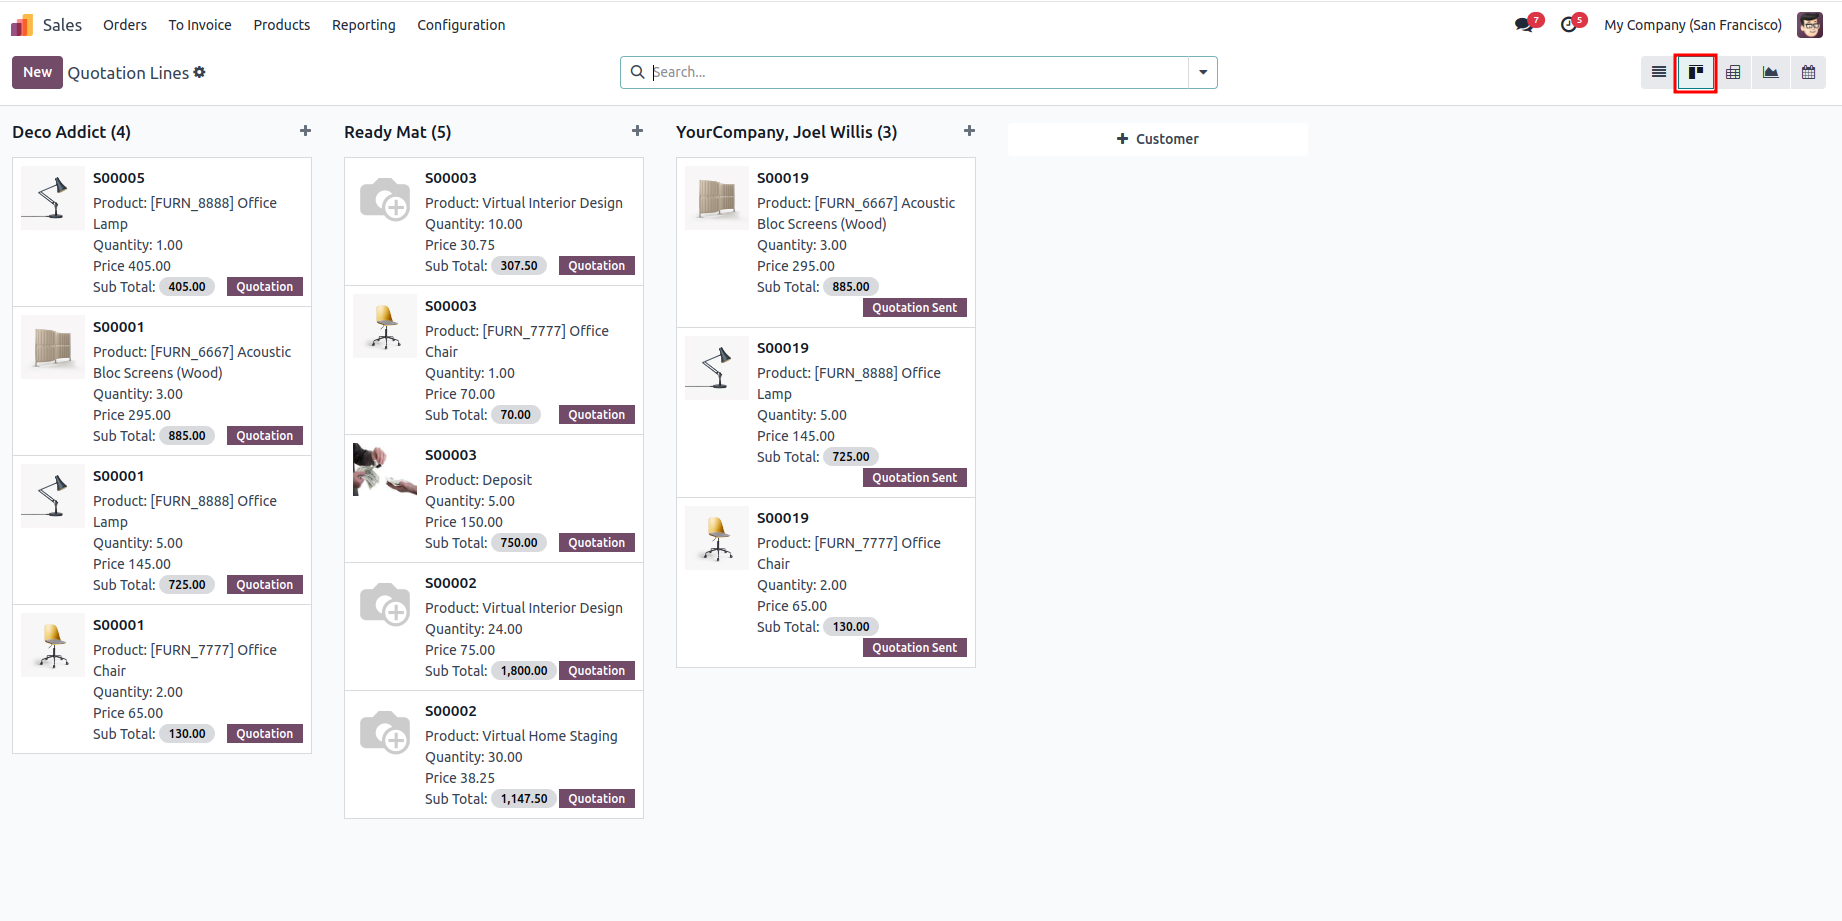 Sales Orders To Invoice Products Reporting Configuration 7 5 My Company (San Francisco)
New Quotation Lines Search...
Deco Addict (4)
S00005
Product: [FURN_8888] Office
Lamp
Quantity: 1.00
Price 405.00
Sub Total: 405.00 Quotation
S00001
Product: [FURN_6667] Acoustic
Bloc Screens (Wood)
Quantity: 3.00
Price 295.00
Sub Total: 885.00 Quotation
S00001
Product: [FURN_8888] Office
Lamp
Quantity: 5.00
Price 145.00
Sub Total: 725.00 Quotation
S00001
Product: [FURN_7777] Office
Chair
Quantity: 2.00
Price 65.00
Sub Total: 130.00 Quotation
Ready Mat (5)
S00003
Product: Virtual Interior Design
Quantity: 10.00
Price 30.75
Sub Total: 307.50 Quotation
S00003
Product: [FURN_7777] Office
Chair
Quantity: 1.00
Price 70.00
Sub Total: 70.00 Quotation
S00003
Product: Deposit
Quantity: 5.00
Price 150.00
Sub Total: 750.00 Quotation
S00002
Product: Virtual Interior Design
Quantity: 24.00
Price 75.00
Sub Total: 1,800.00 Quotation
S00002
Product: Virtual Home Staging
Quantity: 30.00
Price 38.25
Sub Total: 1,147.50 Quotation
YourCompany, Joel Willis (3)
S00019
Product: [FURN_6667] Acoustic
Bloc Screens (Wood)
Quantity: 3.00
Price 295.00
Sub Total: 885.00
Quotation Sent
S00019
Product: [FURN_8888] Office
Lamp
Quantity: 5.00
Price 145.00
Sub Total: 725.00
Quotation Sent
S00019
Product: [FURN_7777] Office
Chair
Quantity: 2.00
Price 65.00
Sub Total: 130.00
Quotation Sent
Customer